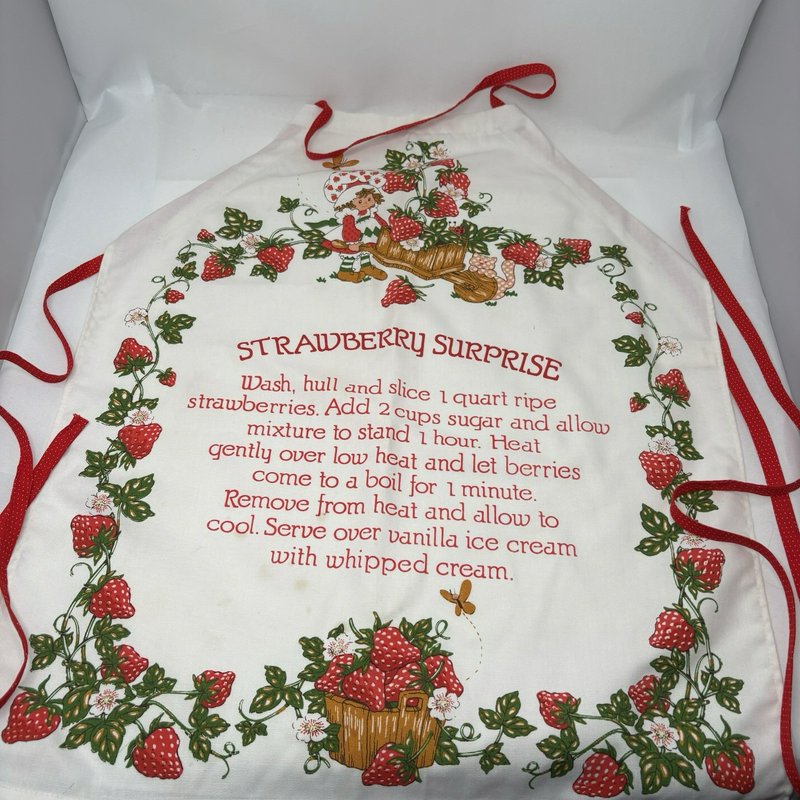 STRAWBERRY SURPRISE
Wash, hull and slice 1 quart ripe
strawberries. Add 2 cups sugar and allow
mixture to stand 1 hour. Heat
gently over low heat and let berries
come to a boil for 1 minute.
Remove from heat and allow to
cool. Serve over vanilla ice cream
with whipped cream.